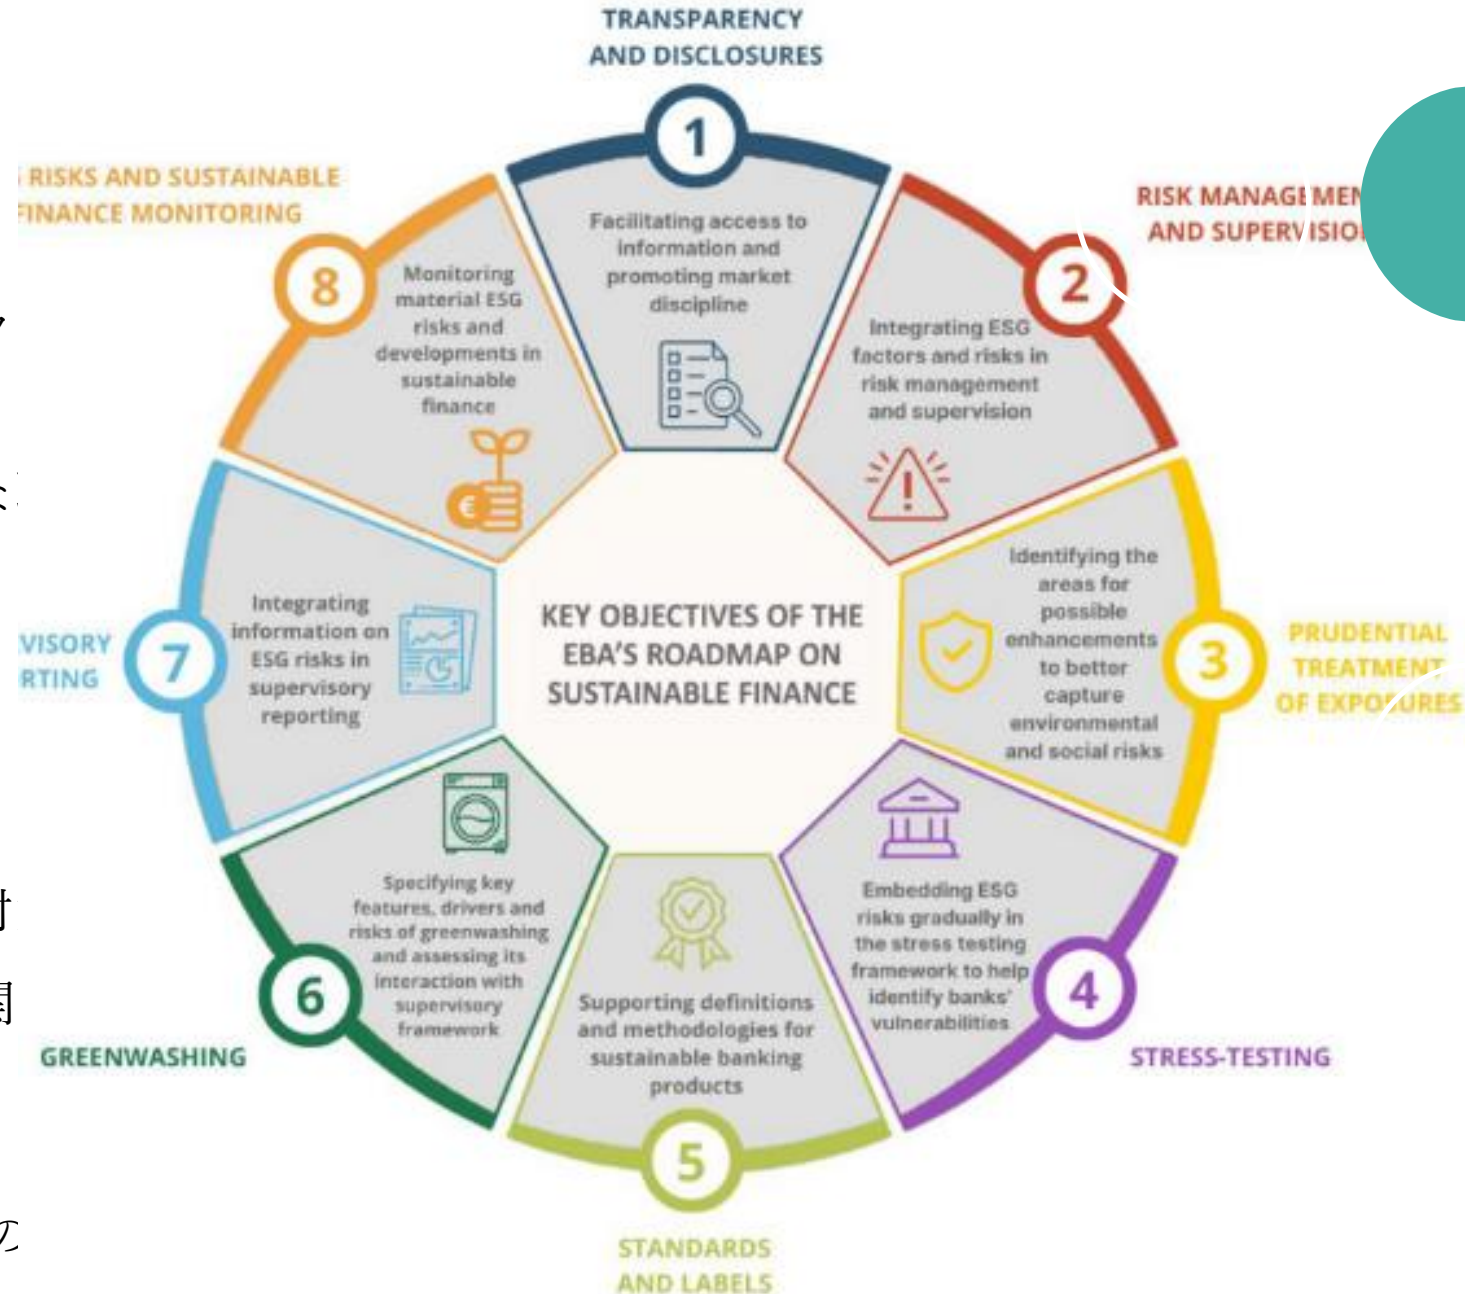 TRANSPARENCY
AND DISCLOSURES
1
Facilitating access to
information and
promoting market
discipline
RISK MANAGEMEN
AND SUPERVISIO
2
Integrating ESG
factors and risks in
risk management
and supervision
PRUDENTIAL
TREATMENT
OF EXPOSURES
3
Identifying the
areas for
possible
enhancements
to better
capture
environmental
and social risks
STRESS-TESTING
4
Embedding ESG
risks gradually in
the stress testing
framework to help
identify banks'
vulnerabilities
STANDARDS
AND LABELS
5
Supporting definitions
and methodologies for
sustainable banking
products
GREENWASHING
6
Specifying key
features, drivers and
risks of greenwashing
and assessing its
interaction with
supervisory
framework
VISORY
RTING
7
Integrating
information on
ESG risks in
supervisory
reporting
RISKS AND SUSTAINABLE
FINANCE MONITORING
8
Monitoring
material ESG
risks and
developments in
sustainable
finance
€
KEY OBJECTIVES OF THE
EBA'S ROADMAP ON
SUSTAINABLE FINANCE
の